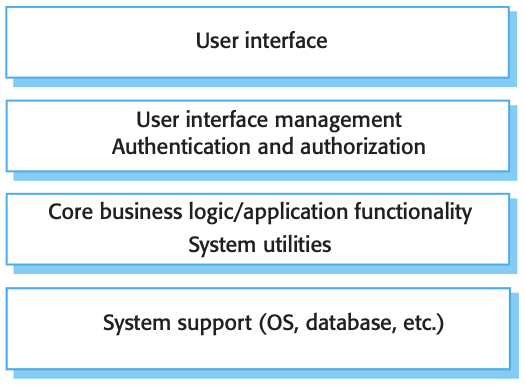 User interface
User interface management
Authentication and authorization
Core business logic/application functionality
System utilities
System support (OS, database, etc.)